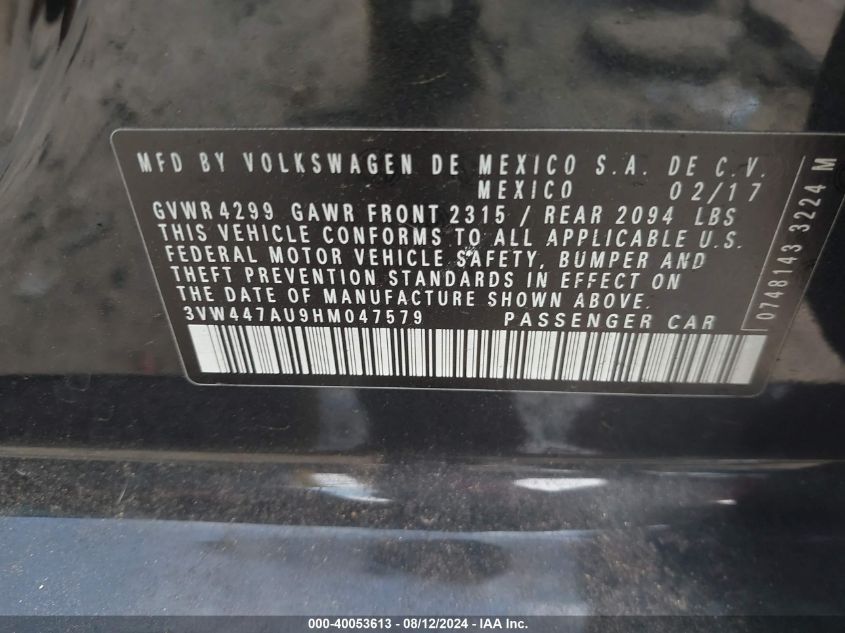 MFD BY VOLKSWAGEN DE MEXICO S.A. DE C.V.
MEXICO 02/17
GVWR 4299 GAWR FRONT 2315 / REAR 2094 LBS
THIS VEHICLE CONFORMS TO ALL APPLICABLE U.S.
FEDERAL MOTOR VEHICLE SAFETY, BUMPER AND
THEFT PREVENTION STANDARDS IN EFFECT ON
THE DATE OF MANUFACTURE SHOWN ABOVE.
3VW447AU9HM047579 PASSENGER CAR
0748143 3224 M
000-40053613 - 08/12/2024 - IAA Inc.